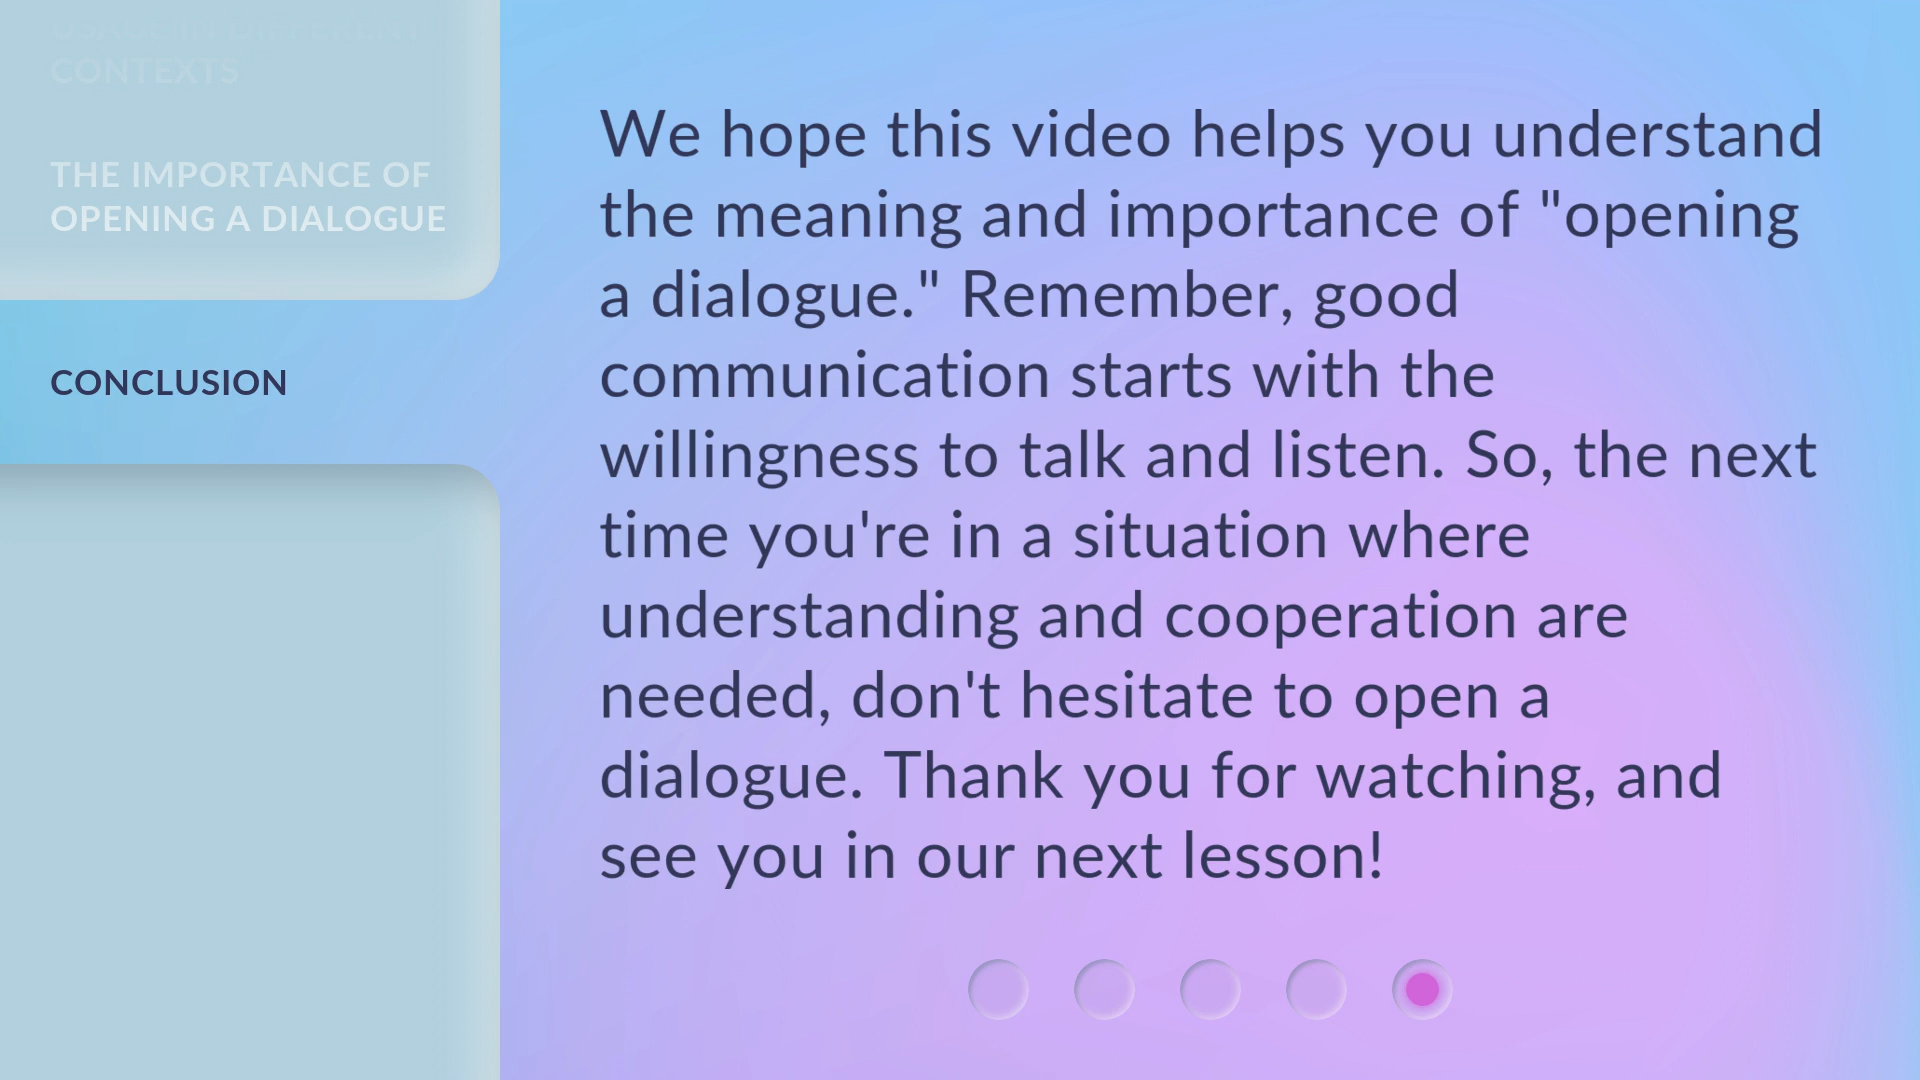 USAGE IN DIFFERENT
CONTEXTS
THE IMPORTANCE OF
OPENING A DIALOGUE
CONCLUSION
We hope this video helps you understand
the meaning and importance of "opening
a dialogue." Remember, good
communication starts with the
willingness to talk and listen. So, the next
time you're in a situation where
understanding and cooperation are
needed, don't hesitate to open a
dialogue. Thank you for watching, and
see you in our next lesson!